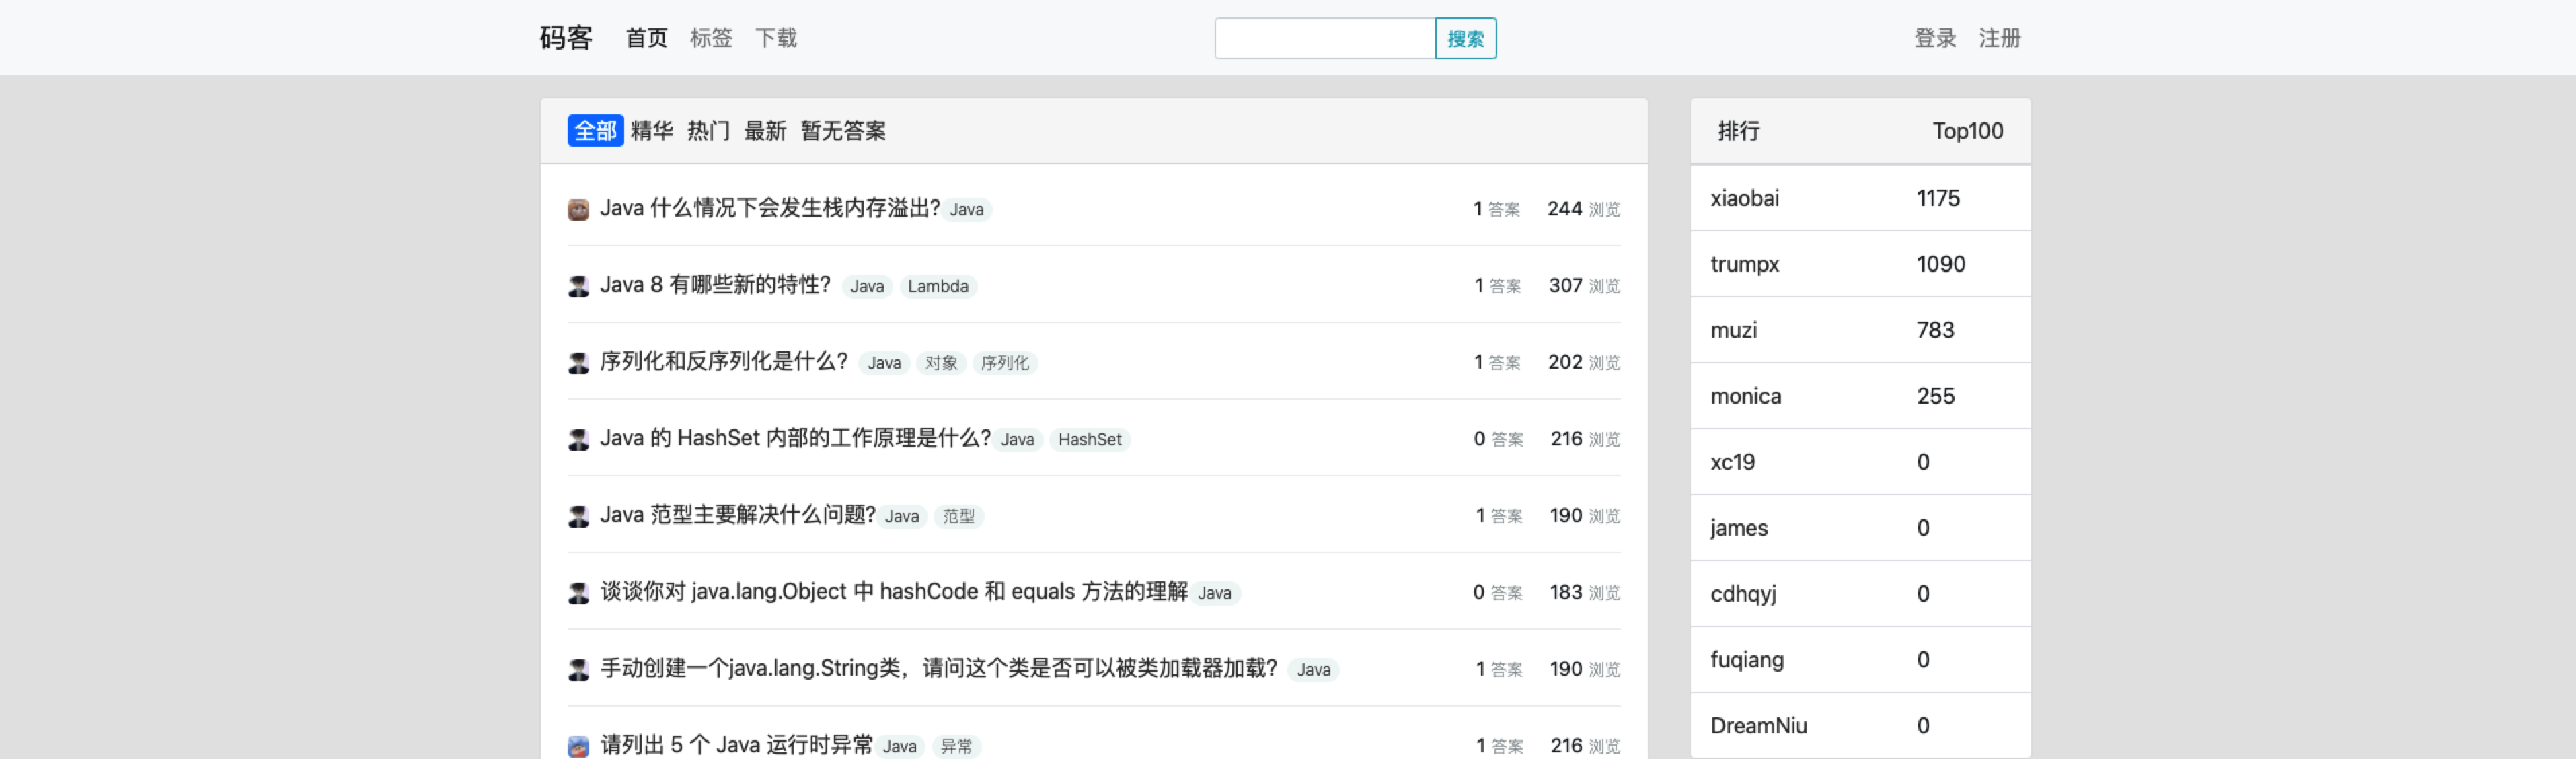 码客 首页 标签 下载 搜索 登录 注册
全部 精华 热门 最新 暂无答案
Java 什么情况下会发生栈内存溢出? Java 1 答案 244 浏览
Java 8 有哪些新的特性？ Java Lambda 1 答案 307 浏览
序列化和反序列化是什么？ Java 对象 序列化 1 答案 202 浏览
Java 的 HashSet 内部的工作原理是什么? Java HashSet 0 答案 216 浏览
Java 范型主要解决什么问题? Java 范型 1 答案 190 浏览
谈谈你对 java.lang.Object 中 hashCode 和 equals 方法的理解 Java 0 答案 183 浏览
手动创建一个java.lang.String类，请问这个类是否可以被类加载器加载？ Java 1 答案 190 浏览
请列出 5 个 Java 运行时异常 Java 异常 1 答案 216 浏览
排行 Top100
xiaobai 1175
trumpx 1090
muzi 783
monica 255
xc19 0
james 0
cdhqyj 0
fuqiang 0
DreamNiu 0